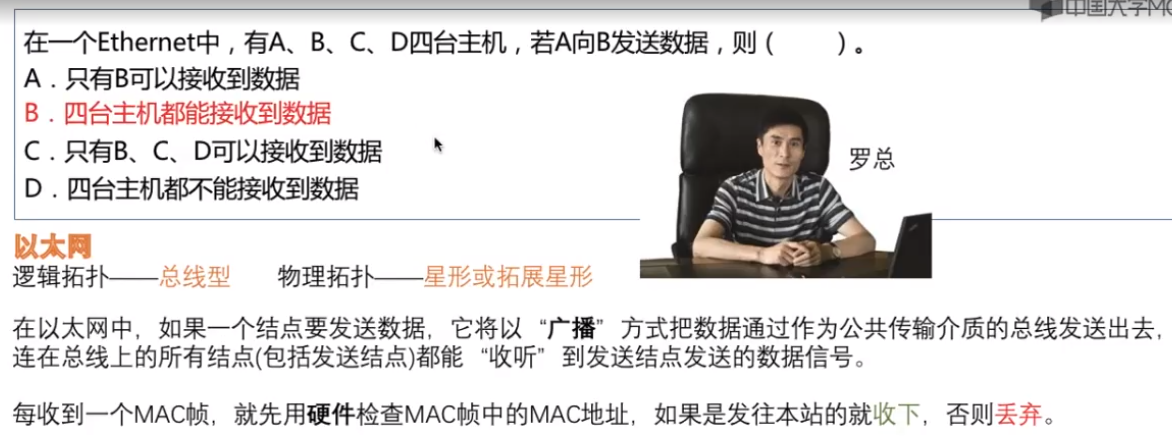 中国大学MO
在一个Ethernet中，有A、B、C、D四台主机，若A向B发送数据，则（　　）。
A．只有B可以接收到数据
B．四台主机都能接收到数据
C．只有B、C、D可以接收到数据
D．四台主机都不能接收到数据
罗总
以太网
逻辑拓扑——总线型 物理拓扑——星形或拓展星形
在以太网中，如果一个结点要发送数据，它将以“广播”方式把数据通过作为公共传输介质的总线发送出去，
连在总线上的所有结点(包括发送结点)都能“收听”到发送结点发送的数据信号。
每收到一个MAC帧，就先用硬件检查MAC帧中的MAC地址，如果是发往本站的就收下，否则丢弃。